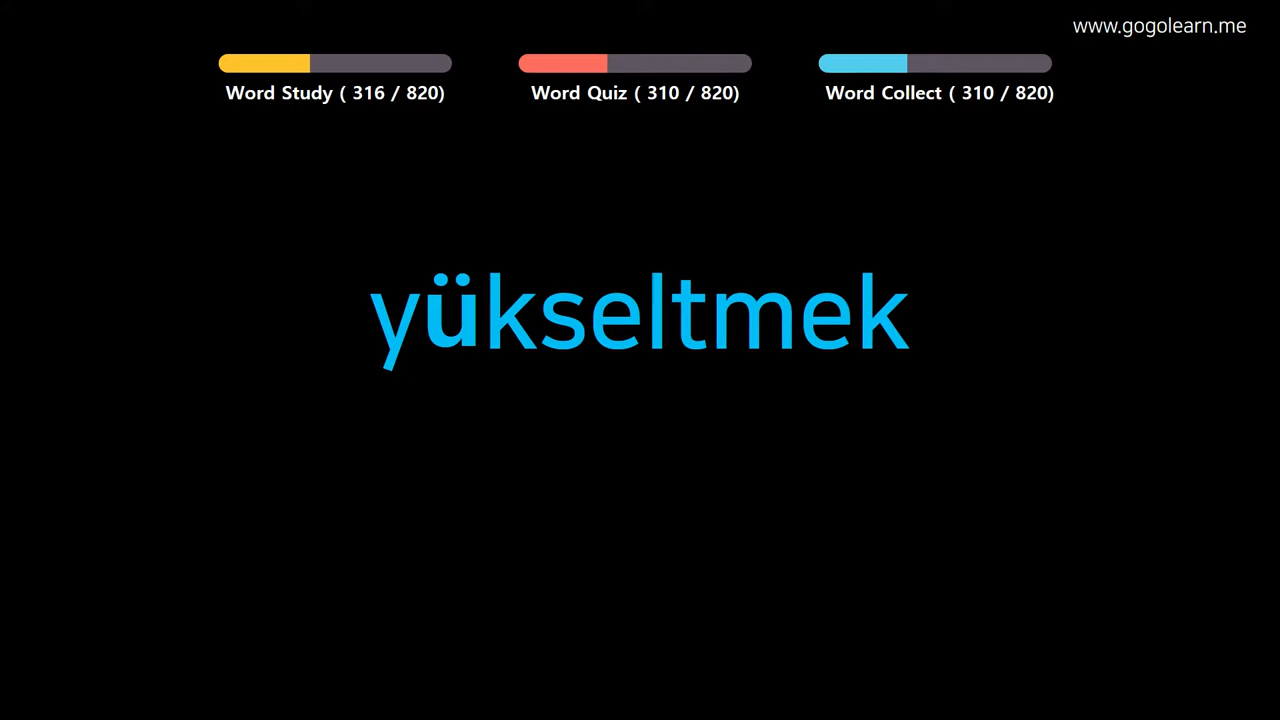 www.gogolearn.me
Word Study ( 316 / 820)
Word Quiz ( 310 / 820)
Word Collect ( 310 / 820)
yükseltmek